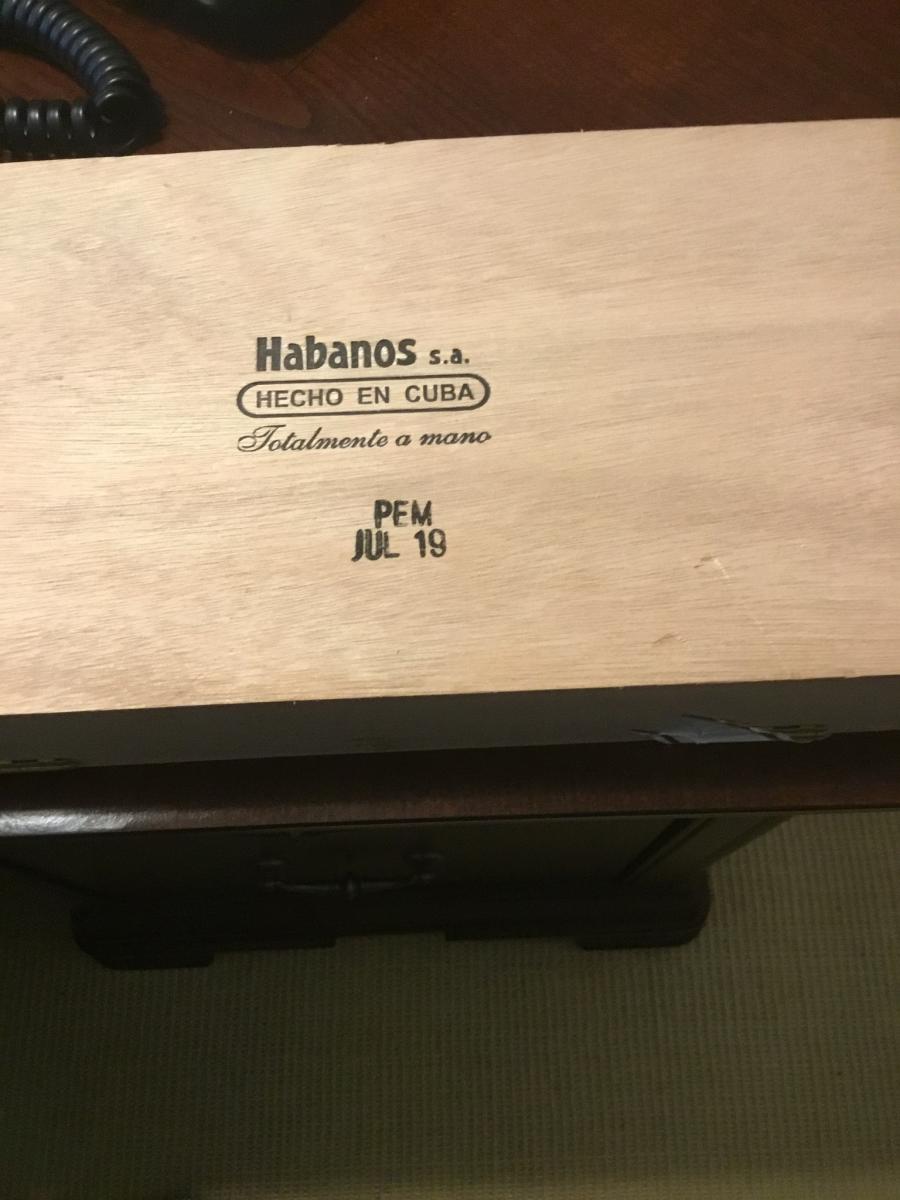 Habanos s.a.
HECHO EN CUBA
Totalmente a mano
PEM
JUL 19